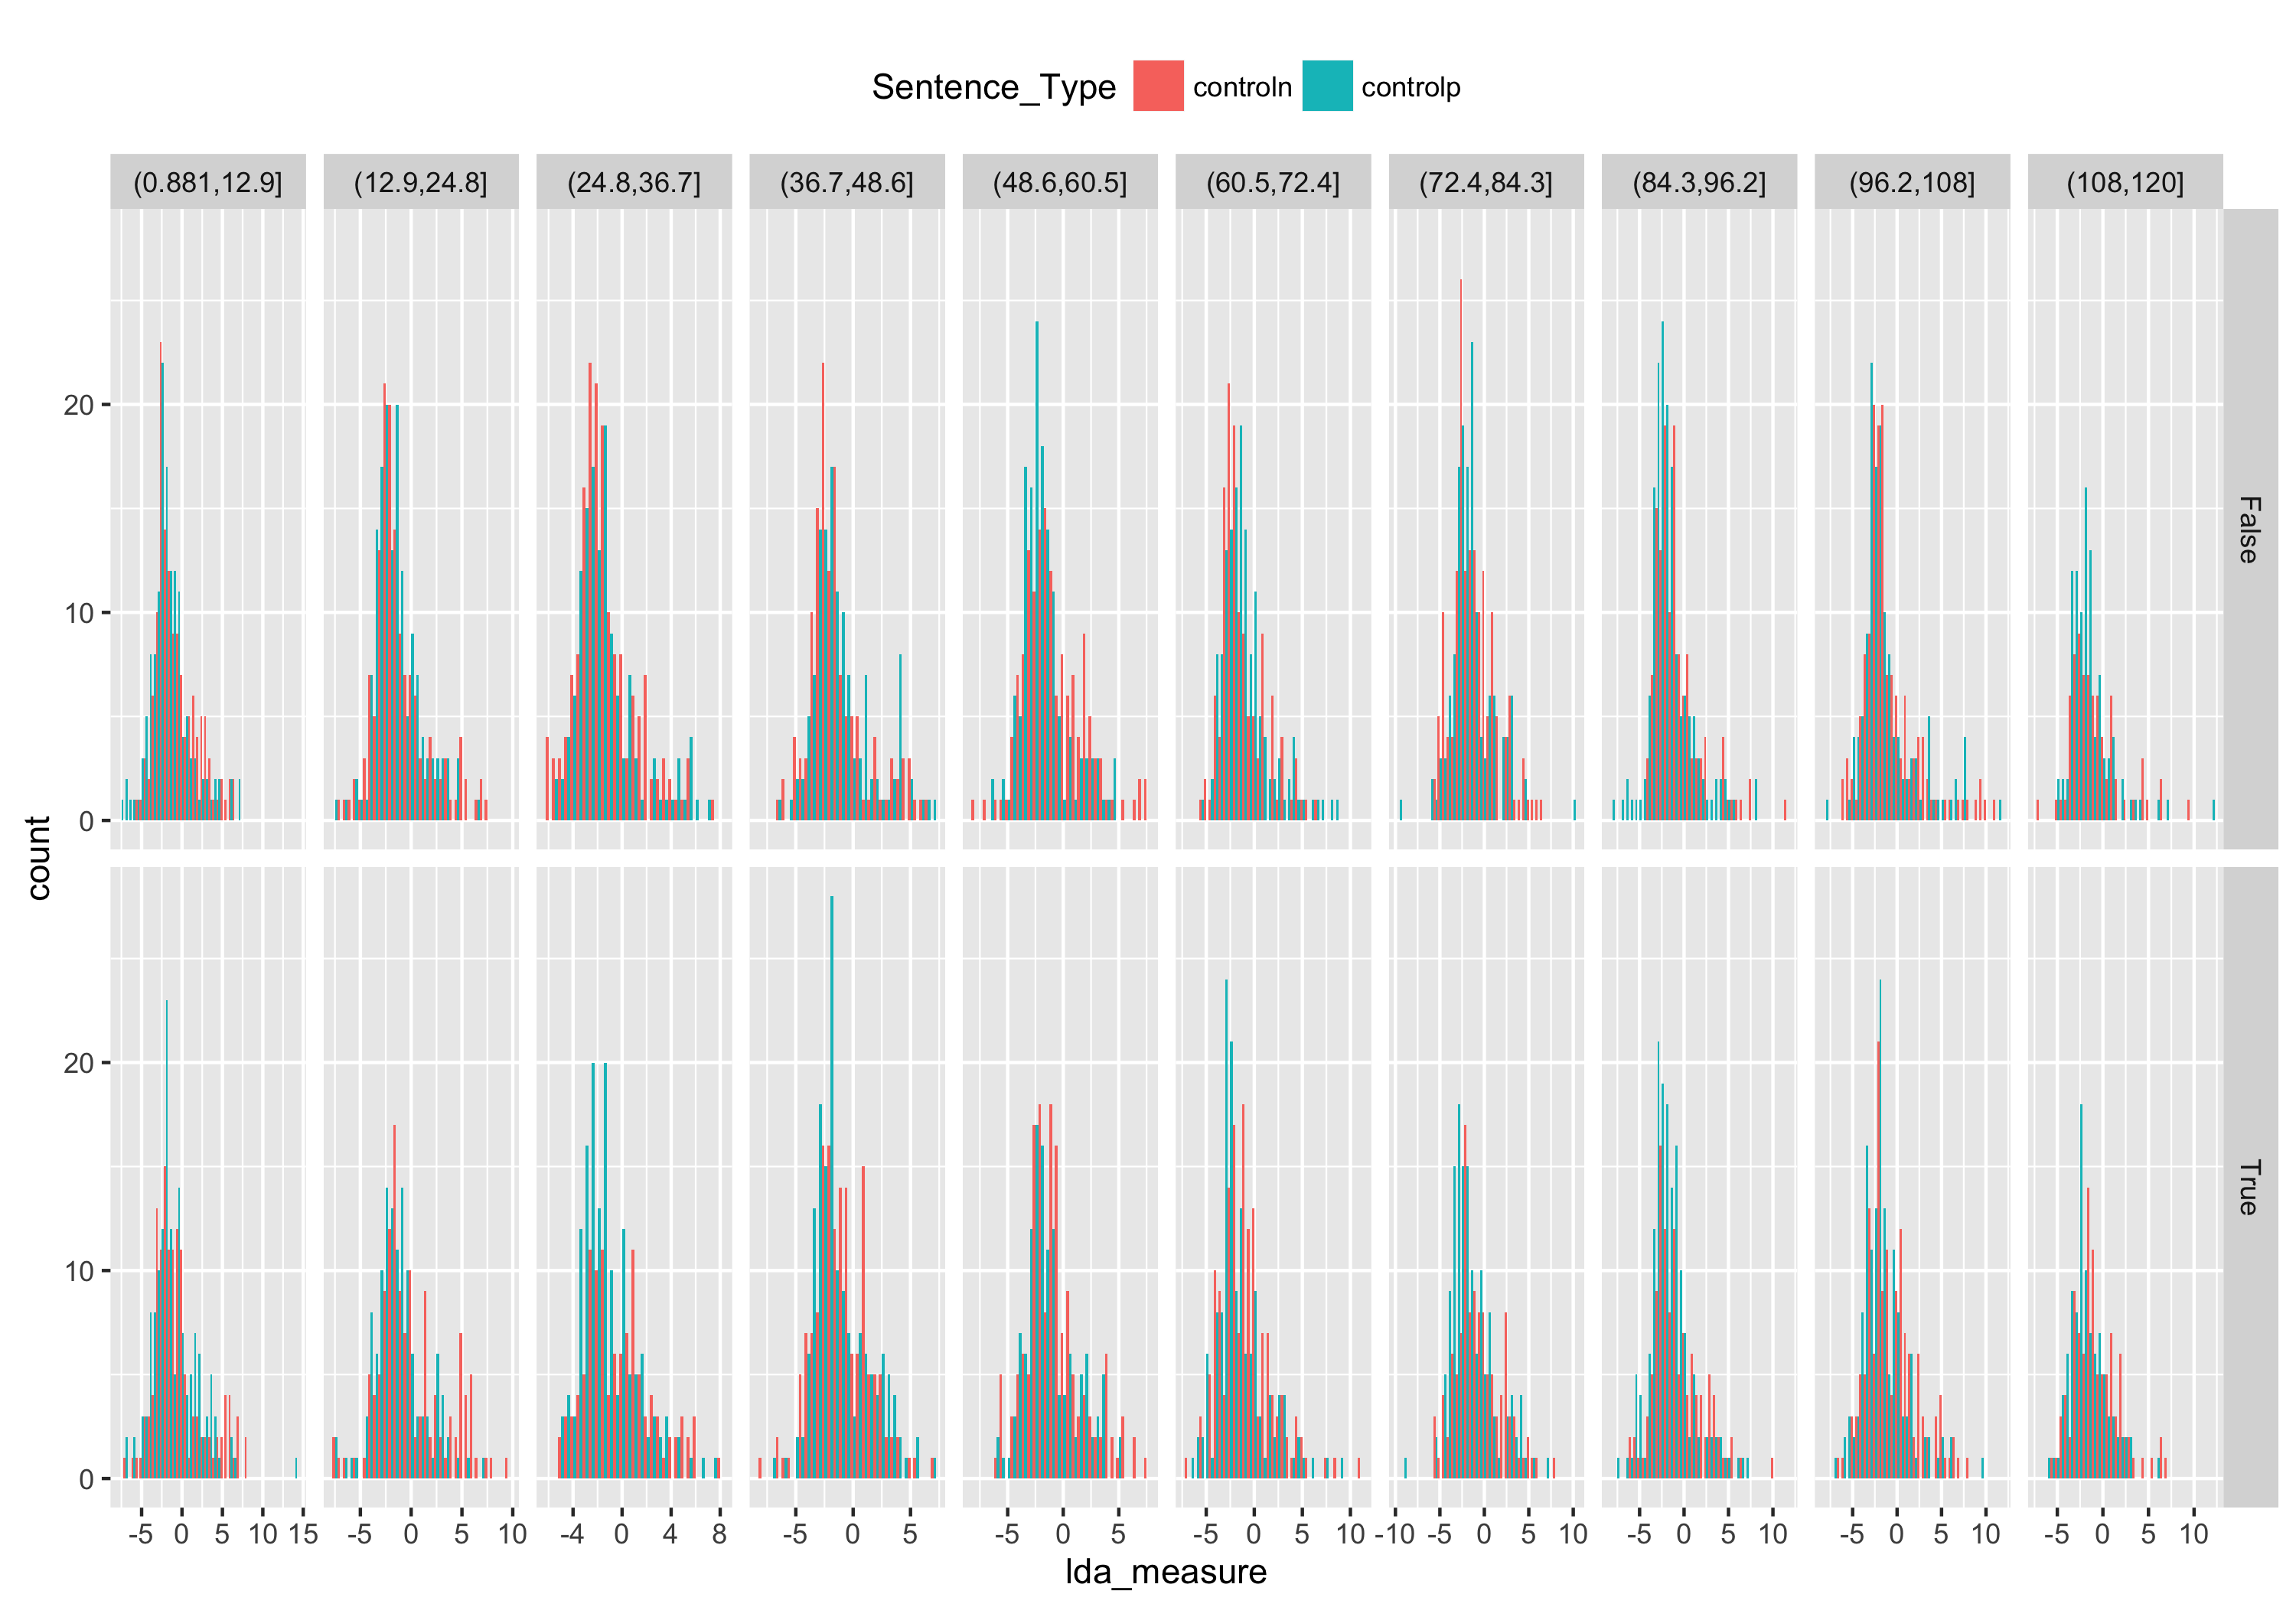 Sentence_Type controln controlp
(0.881,12.9] (12.9,24.8] (24.8,36.7] (36.7,48.6] (48.6,60.5] (60.5,72.4] (72.4,84.3] (84.3,96.2] (96.2,108] (108,120]
20
10
0
False
count
20
10
0
True
-5 0 5 10 15 -5 0 5 10 -4 0 4 8 -5 0 5 -5 0 5 -5 0 5 10 -10 -5 0 5 10 -5 0 5 10 -5 0 5 10 -5 0 5 10
lda_measure